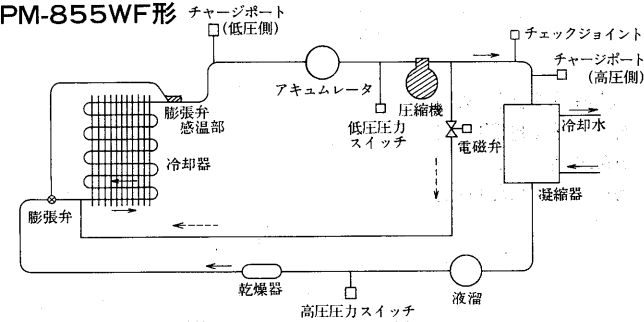 PM-855WF形
チャージポート
(低圧側)
チェックジョイント
チャージポート
(高圧側)
アキュムレータ
圧縮機
膨張弁
感温部
低圧圧力
スイッチ
冷却水
電磁弁
冷却器
凝縮器
膨張弁
乾燥器
液溜
高圧圧力スイッチ